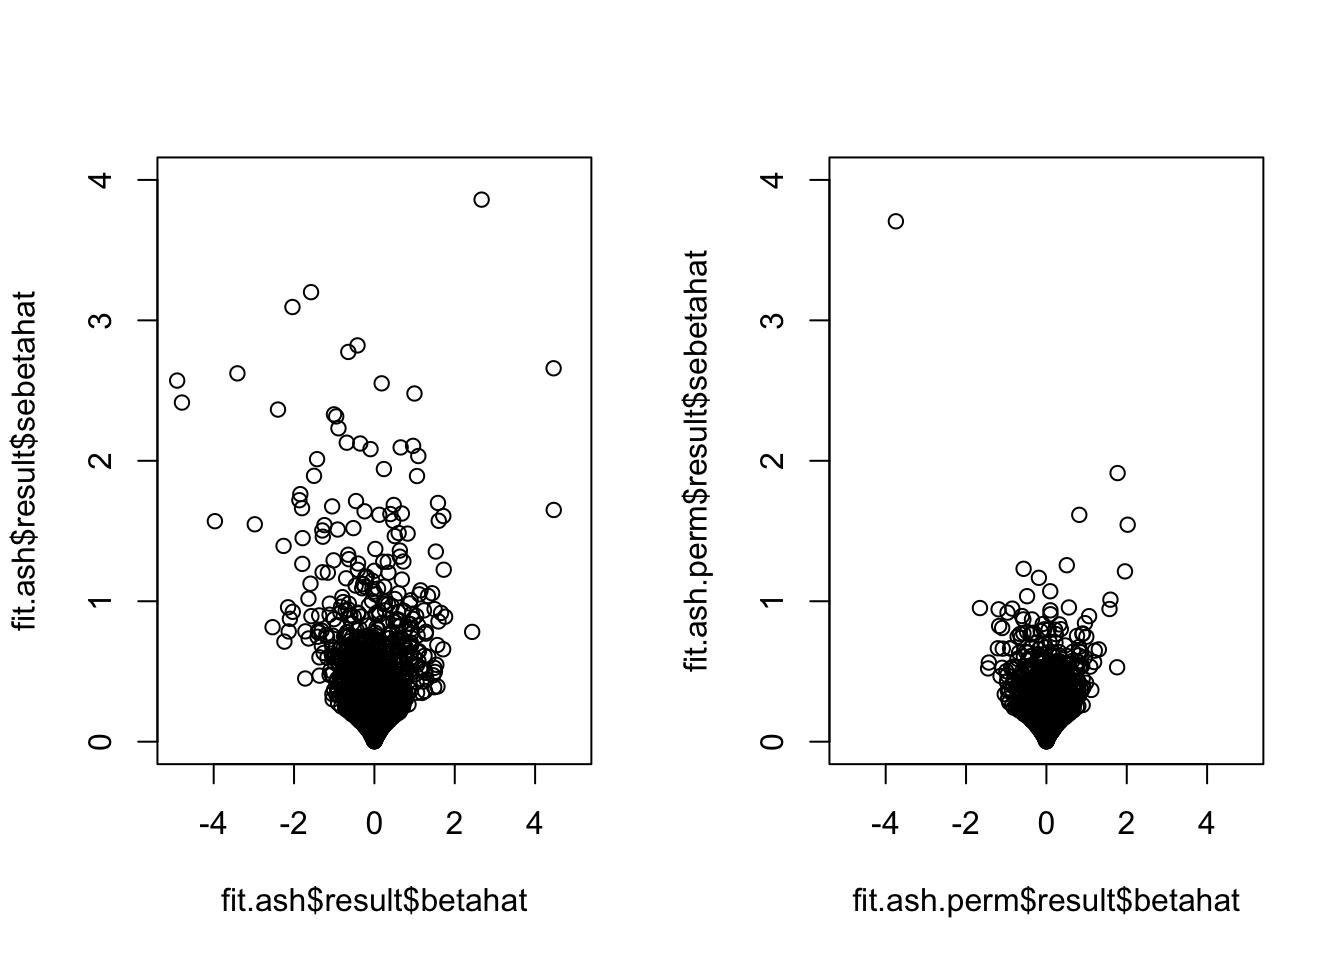 fit.ash$result$sebetahat
4
3
2
1
0
-4 -2 0 2 4
fit.ash$result$betahat
fit.ash.perm$result$sebetahat
4
3
2
1
0
-4 -2 0 2 4
fit.ash.perm$result$betahat